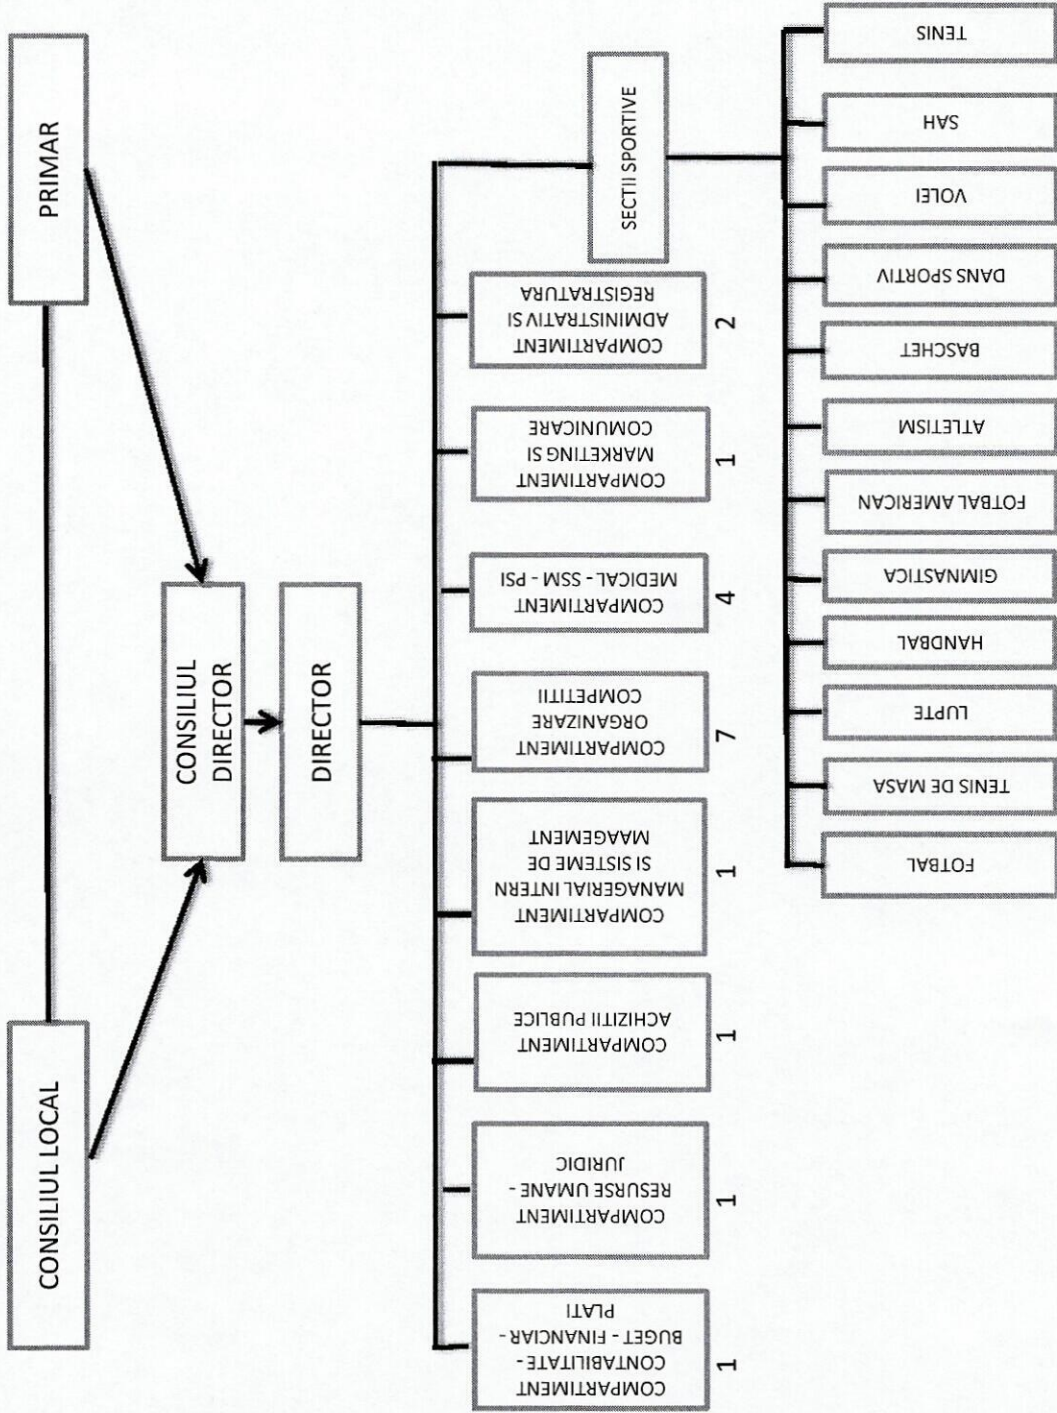 CONSILIUL LOCAL
PRIMAR
CONSILIUL
DIRECTOR
DIRECTOR
COMPARTIMENT
CONTABILITATE -
BUGET - FINANCIAR -
PLATI
1
COMPARTIMENT
RESURSE UMANE -
JURIDIC
1
COMPARTIMENT
ACHIZITII PUBLICE
1
COMPARTIMENT
MANAGERIAL INTERN
SI SISTEME DE
MAAGEMENT
1
COMPARTIMENT
ORGANIZARE
COMPETITII
7
COMPARTIMENT
MEDICAL - SSM - PSI
4
COMPARTIMENT
MARKETING SI
COMUNICARE
1
COMPARTIMENT
ADMINISTRATIV SI
REGISTRATURA
2
SECTII SPORTIVE
FOTBAL
TENIS DE MASA
LUPTE
HANDBAL
GIMNASTICA
FOTBAL AMERICAN
ATLETISM
BASCHET
DANS SPORTIV
VOLEI
SAH
TENIS